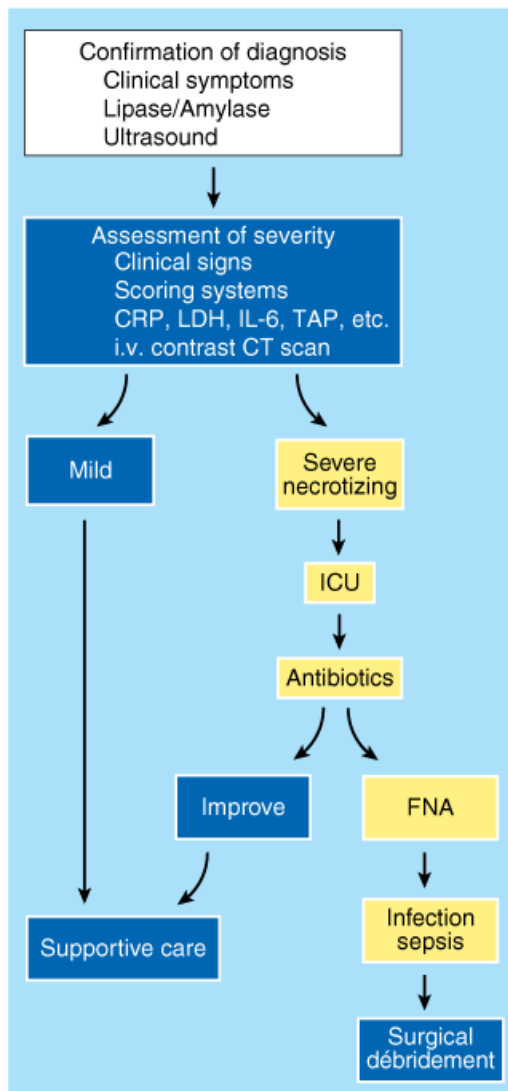 Confirmation of diagnosis
Clinical symptoms
Lipase/Amylase
Ultrasound
Assessment of severity
Clinical signs
Scoring systems
CRP, LDH, IL-6, TAP, etc.
i.v. contrast CT scan
Mild
Severe
necrotizing
ICU
Antibiotics
Improve
FNA
Supportive care
Infection
sepsis
Surgical
débridement